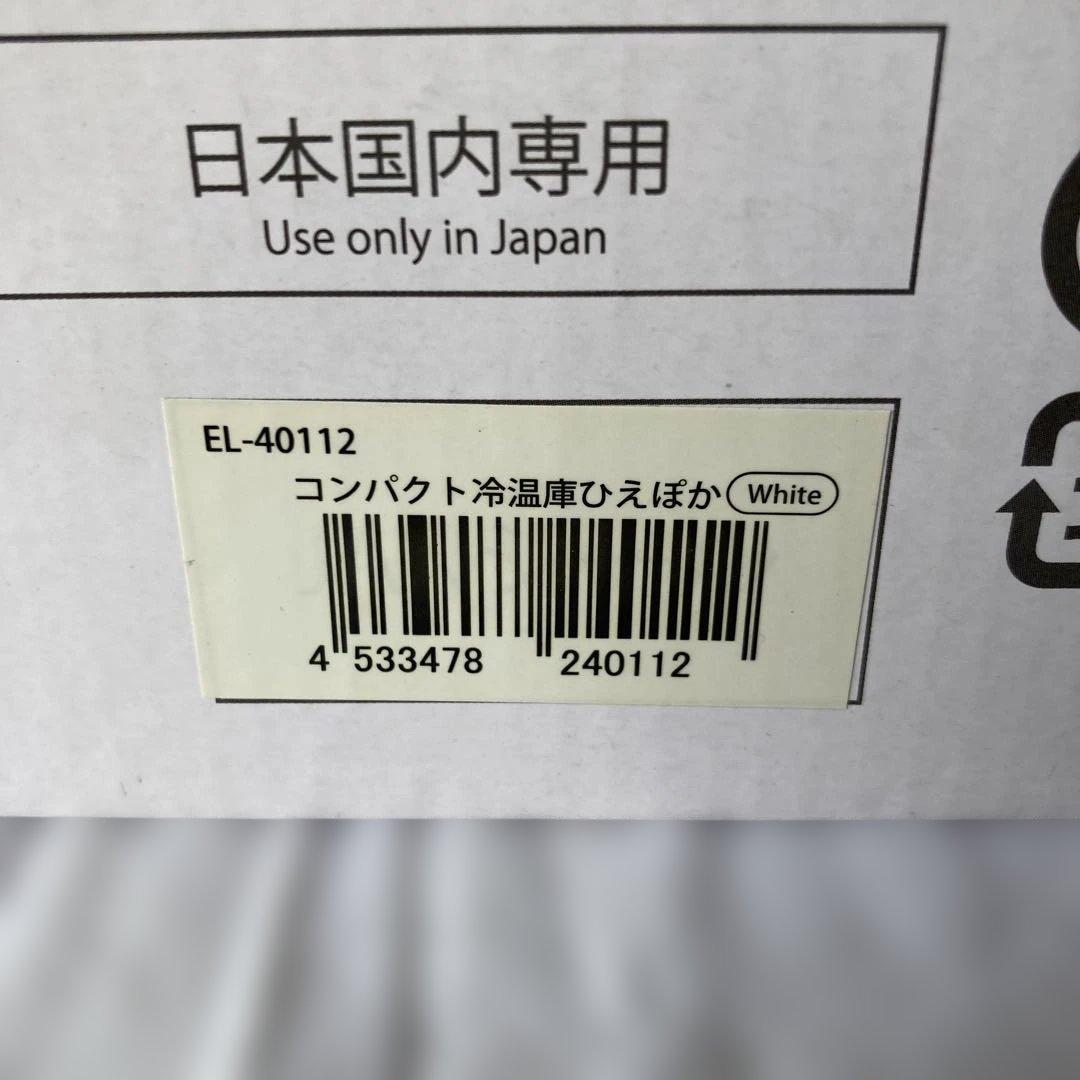 日本国内専用
Use only in Japan
EL-40112
コンパクト冷温庫ひえぽか White
4 533478 240112